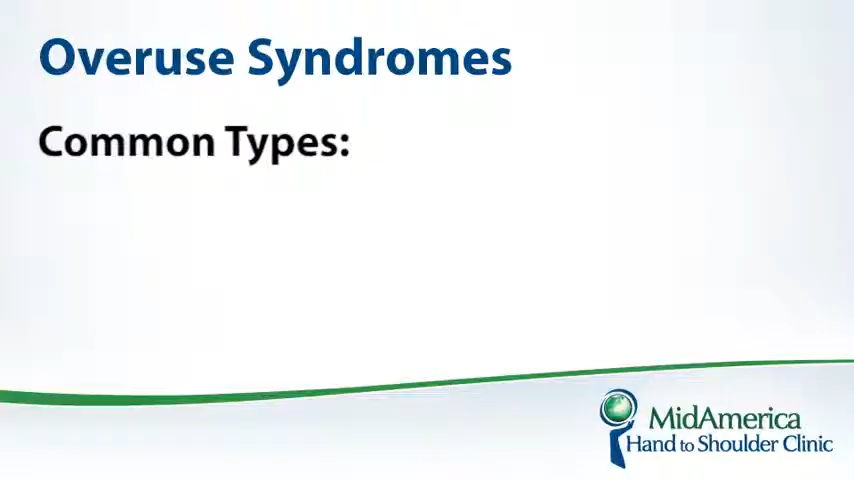 Overuse Syndromes
Common Types:
MidAmerica
Hand to Shoulder Clinic